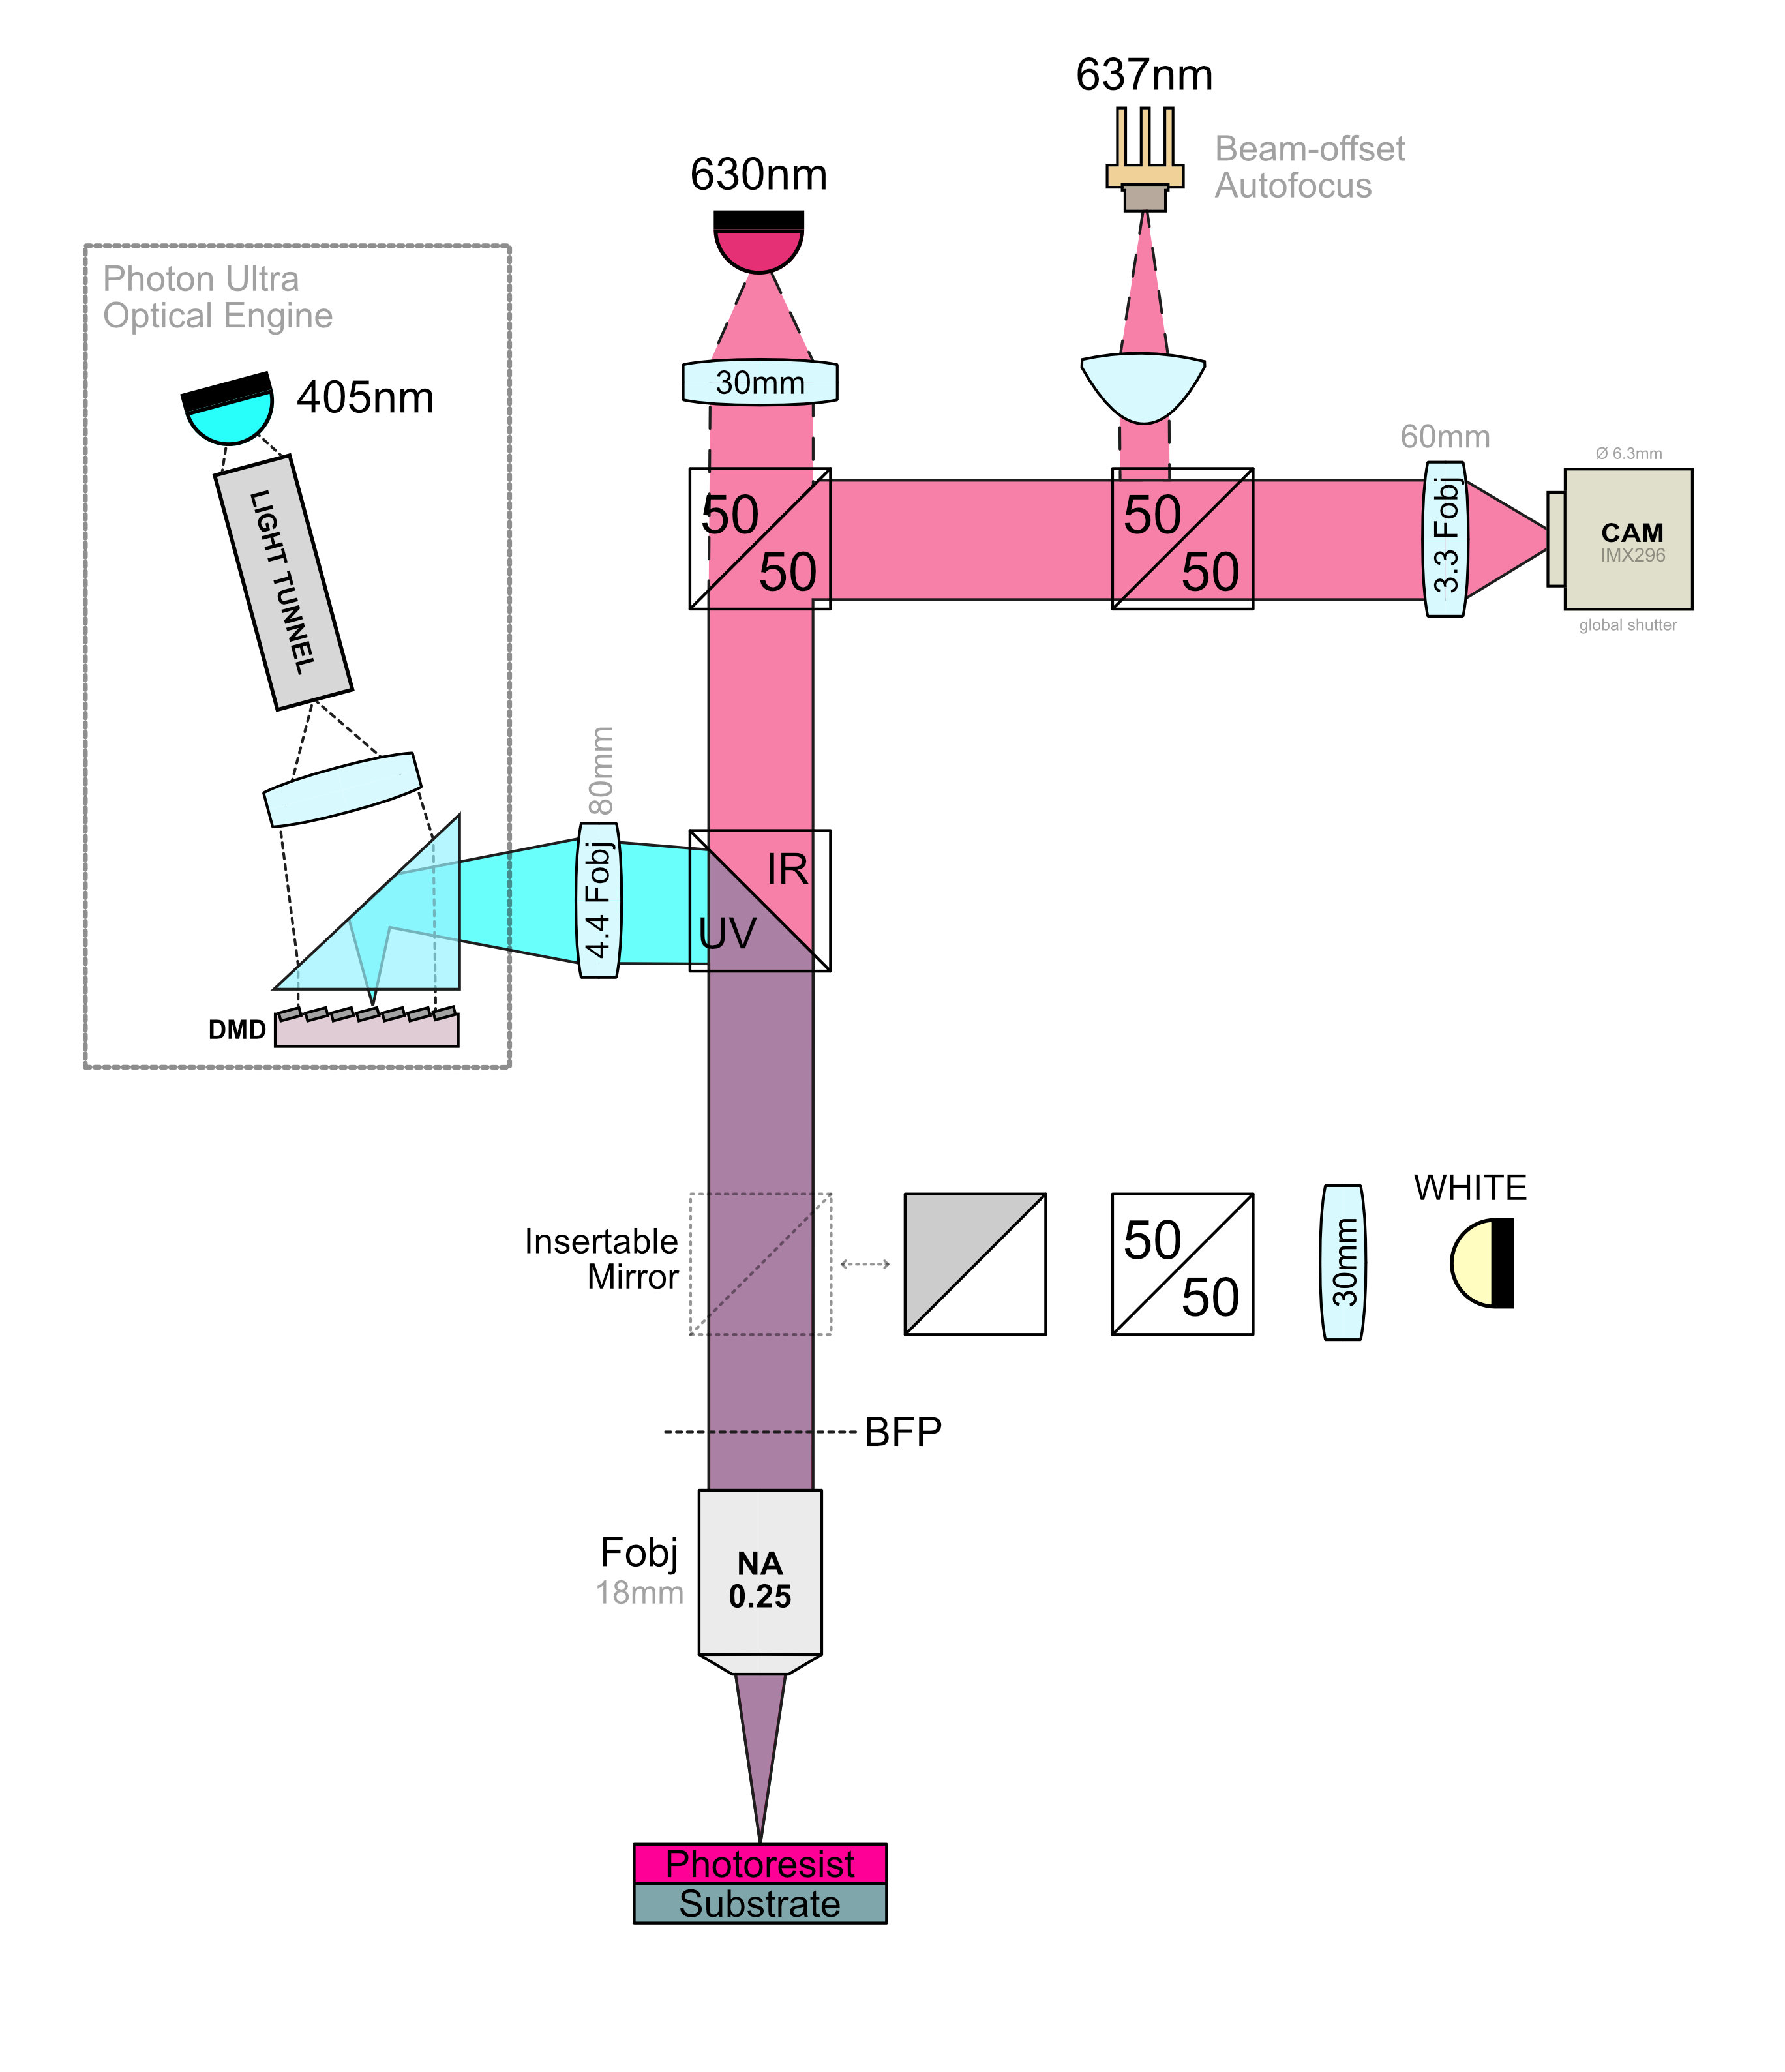 637nm
Beam-offset
Autofocus
630nm
Photon Ultra
Optical Engine
405nm
30mm
LIGHT TUNNEL
50
50
50
50
60mm
3.3 Fobj
Ø 6.3mm
CAM
IMX296
global shutter
80mm
4.4 Fobj
IR
UV
DMD
Insertable
Mirror
50
50
30mm
WHITE
BFP
Fobj
18mm
NA
0.25
Photoresist
Substrate